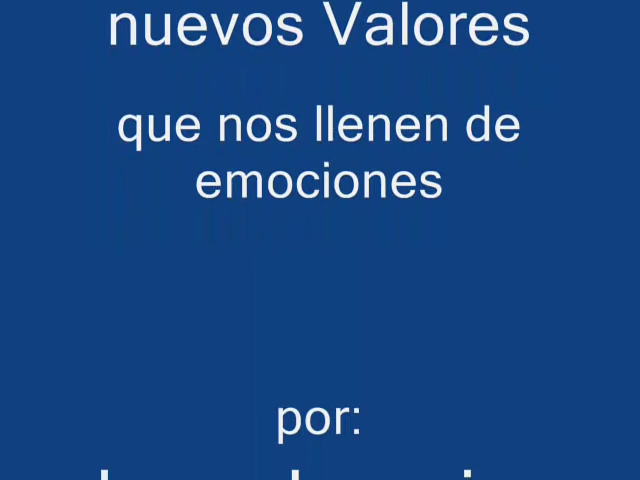 nuevos Valores
que nos llenen de
emociones
por: